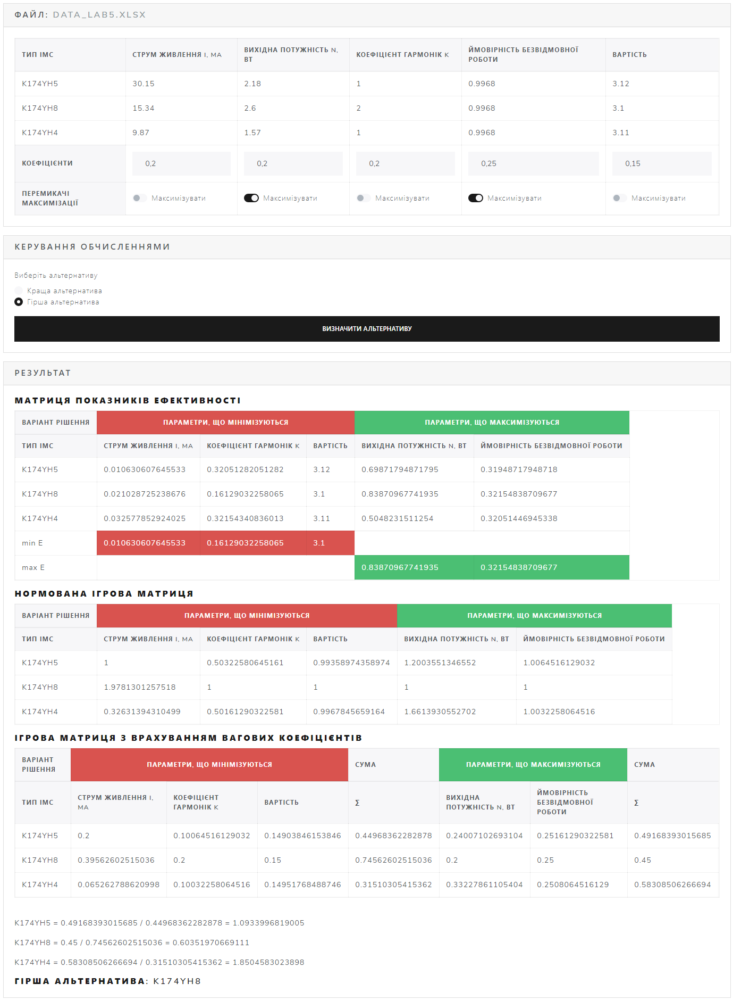 ФАЙЛ: DATA_LAB5.XLSX
ТИП ІМС СТРУМ ЖИВЛЕННЯ I, МА ВИХІДНА ПОТУЖНІСТЬ N, ВТ КОЕФІЦІЄНТ ГАРМОНІК K ЙМОВІРНІСТЬ БЕЗВІДМОВНОЇ РОБОТИ ВАРТІСТЬ
K174YH5 30.15 2.18 1 0.9968 3.12
K174YH8 15.34 2.6 2 0.9968 3.1
K174YH4 9.87 1.57 1 0.9968 3.11
КОЕФІЦІЄНТИ 0,2 0,2 0,2 0,25 0,15
ПЕРЕМИКАЧІ МАКСИМІЗАЦІЇ Максимізувати Максимізувати Максимізувати Максимізувати Максимізувати
КЕРУВАННЯ ОБЧИСЛЕННЯМИ
Виберіть альтернативу
Краща альтернатива
Гірша альтернатива
ВИЗНАЧИТИ АЛЬТЕРНАТИВУ
РЕЗУЛЬТАТ
МАТРИЦЯ ПОКАЗНИКІВ ЕФЕКТИВНОСТІ
ВАРІАНТ РІШЕННЯ ПАРАМЕТРИ, ЩО МІНІМІЗУЮТЬСЯ ПАРАМЕТРИ, ЩО МАКСИМІЗУЮТЬСЯ
ТИП ІМС СТРУМ ЖИВЛЕННЯ I, МА КОЕФІЦІЄНТ ГАРМОНІК K ВАРТІСТЬ ВИХІДНА ПОТУЖНІСТЬ N, ВТ ЙМОВІРНІСТЬ БЕЗВІДМОВНОЇ РОБОТИ
K174YH5 0.010630607645533 0.32051282051282 3.12 0.69871794871795 0.31948717948718
K174YH8 0.021028725238676 0.16129032258065 3.1 0.83870967741935 0.32154838709677
K174YH4 0.032577852924025 0.32154340836013 3.11 0.5048231511254 0.32051446945338
min E 0.010630607645533 0.16129032258065 3.1
max E 0.83870967741935 0.32154838709677
НОРМОВАНА ІГРОВА МАТРИЦЯ
ВАРІАНТ РІШЕННЯ ПАРАМЕТРИ, ЩО МІНІМІЗУЮТЬСЯ ПАРАМЕТРИ, ЩО МАКСИМІЗУЮТЬСЯ
ТИП ІМС СТРУМ ЖИВЛЕННЯ I, МА КОЕФІЦІЄНТ ГАРМОНІК K ВАРТІСТЬ ВИХІДНА ПОТУЖНІСТЬ N, ВТ ЙМОВІРНІСТЬ БЕЗВІДМОВНОЇ РОБОТИ
K174YH5 1 0.50322580645161 0.99358974358974 1.2003551346552 1.0064516129032
K174YH8 1.9781301257518 1 1 1 1
K174YH4 0.32631394310499 0.50161290322581 0.9967845659164 1.6613930552702 1.0032258064516
ІГРОВА МАТРИЦЯ З ВРАХУВАННЯМ ВАГОВИХ КОЕФІЦІЄНТІВ
ВАРІАНТ РІШЕННЯ ПАРАМЕТРИ, ЩО МІНІМІЗУЮТЬСЯ СУМА ПАРАМЕТРИ, ЩО МАКСИМІЗУЮТЬСЯ СУМА
ТИП ІМС СТРУМ ЖИВЛЕННЯ I, МА КОЕФІЦІЄНТ ГАРМОНІК K ВАРТІСТЬ ∑ ВИХІДНА ПОТУЖНІСТЬ N, ВТ ЙМОВІРНІСТЬ БЕЗВІДМОВНОЇ РОБОТИ ∑
K174YH5 0.2 0.10064516129032 0.14903846153846 0.44968362282878 0.24007102693104 0.25161290322581 0.49168393015685
K174YH8 0.39562602515036 0.2 0.15 0.74562602515036 0.2 0.25 0.45
K174YH4 0.065262788620998 0.10032258064516 0.14951768488746 0.31510305415362 0.33227861105404 0.2508064516129 0.58308506266694
K174YH5 = 0.49168393015685 / 0.44968362282878 = 1.0933996819005
K174YH8 = 0.45 / 0.74562602515036 = 0.60351970669111
K174YH4 = 0.58308506266694 / 0.31510305415362 = 1.8504583023898
ГІРША АЛЬТЕРНАТИВА: K174YH8